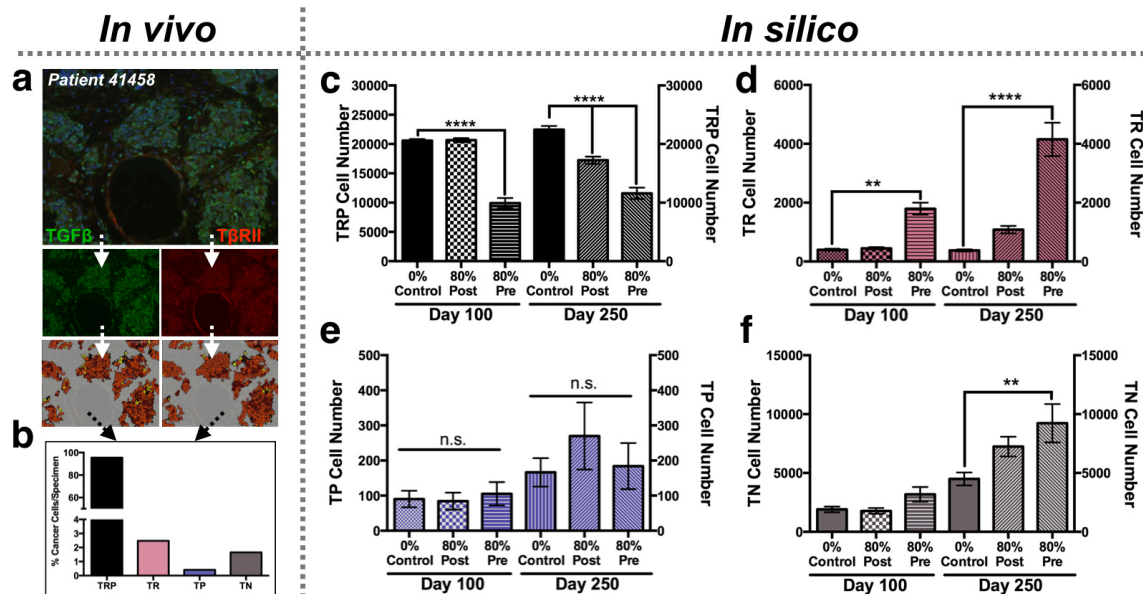 In vivo
In silico
a
Patient 41458
TGFβ
TβRII
b
% Cancer Cells/Specimen
100
80
60
4
3
2
1
0
TRP TR TP TN
c
TRP Cell Number
30000
25000
20000
15000
10000
5000
0
****
****
30000
20000
10000
0
TRP Cell Number
0% 80% 80% 0% 80% 80%
Control Post Pre Control Post Pre
Day 100 Day 250
d
TR Cell Number
6000
4000
2000
0
**
****
6000
4000
2000
0
TR Cell Number
0% 80% 80% 0% 80% 80%
Control Post Pre Control Post Pre
Day 100 Day 250
e
TP Cell Number
500
400
300
200
100
0
n.s.
n.s.
500
400
300
200
100
0
TP Cell Number
0% 80% 80% 0% 80% 80%
Control Post Pre Control Post Pre
Day 100 Day 250
f
TN Cell Number
15000
10000
5000
0
**
15000
10000
5000
0
TN Cell Number
0% 80% 80% 0% 80% 80%
Control Post Pre Control Post Pre
Day 100 Day 250